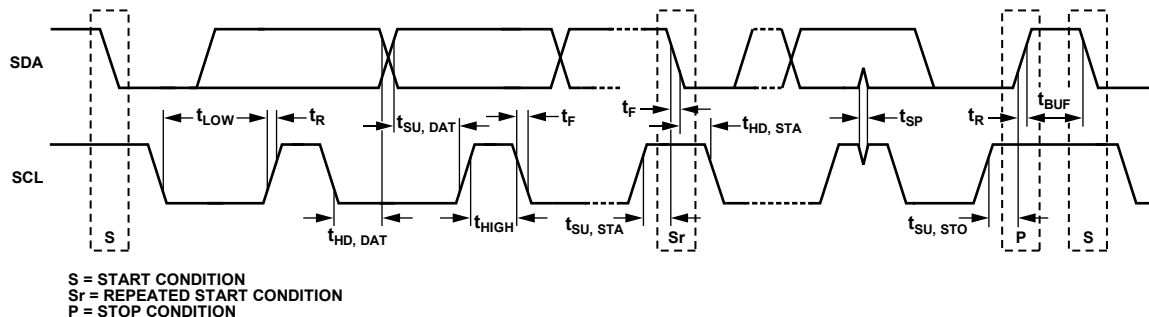 SDA
tF
tLOW
tR
tSU, DAT
tF
tHD, STA
tSP
tR
tBUF
SCL
tHD, DAT
tHIGH
tSU, STA
tSU, STO
S
Sr
P
S
S = START CONDITION
Sr = REPEATED START CONDITION
P = STOP CONDITION